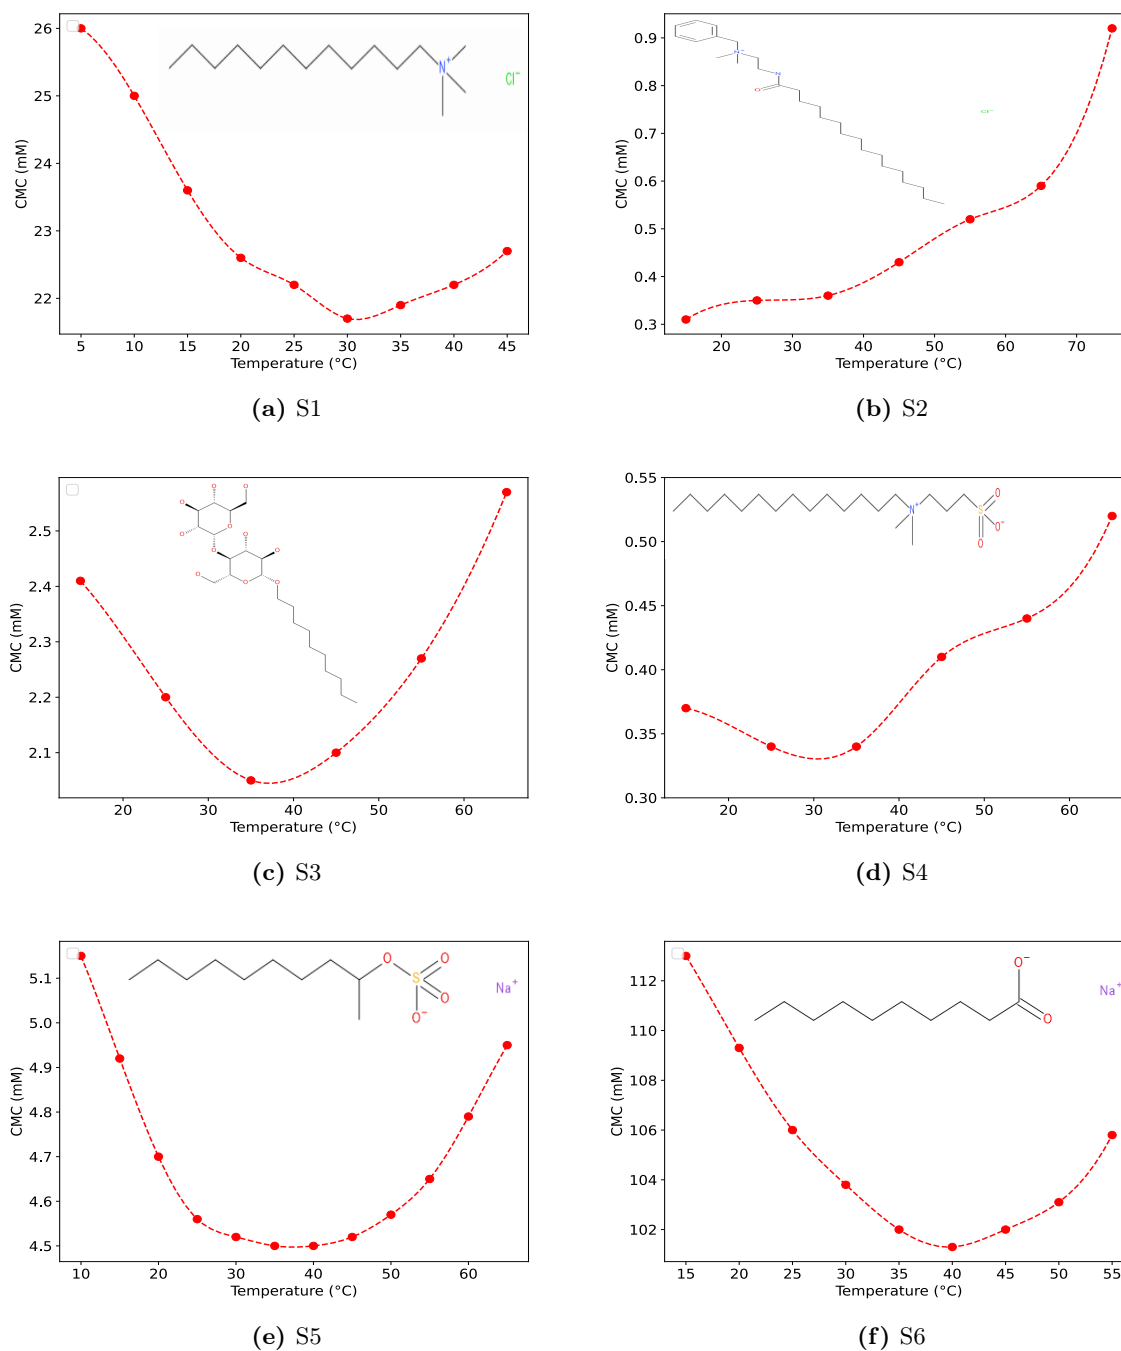 26
25
24
23
22
CMC (mM)
N+
Cl−
5 10 15 20 25 30 35 40 45
Temperature (°C)
(a) S1
0.9
0.8
0.7
0.6
0.5
0.4
0.3
CMC (mM)
N+
N
O
Cl−
20 30 40 50 60 70
Temperature (°C)
(b) S2
2.5
2.4
2.3
2.2
2.1
CMC (mM)
O O
O O
O O
O O
O O
O O
20 30 40 50 60
Temperature (°C)
(c) S3
0.55
0.50
0.45
0.40
0.35
0.30
CMC (mM)
N+
O
S
O−
O
20 30 40 50 60
Temperature (°C)
(d) S4
5.1
5.0
4.9
4.8
4.7
4.6
4.5
CMC (mM)
O O
S
O
O−
Na+
10 20 30 40 50 60
Temperature (°C)
(e) S5
112
110
108
106
104
102
CMC (mM)
O−
O
Na+
15 20 25 30 35 40 45 50 55
Temperature (°C)
(f) S6